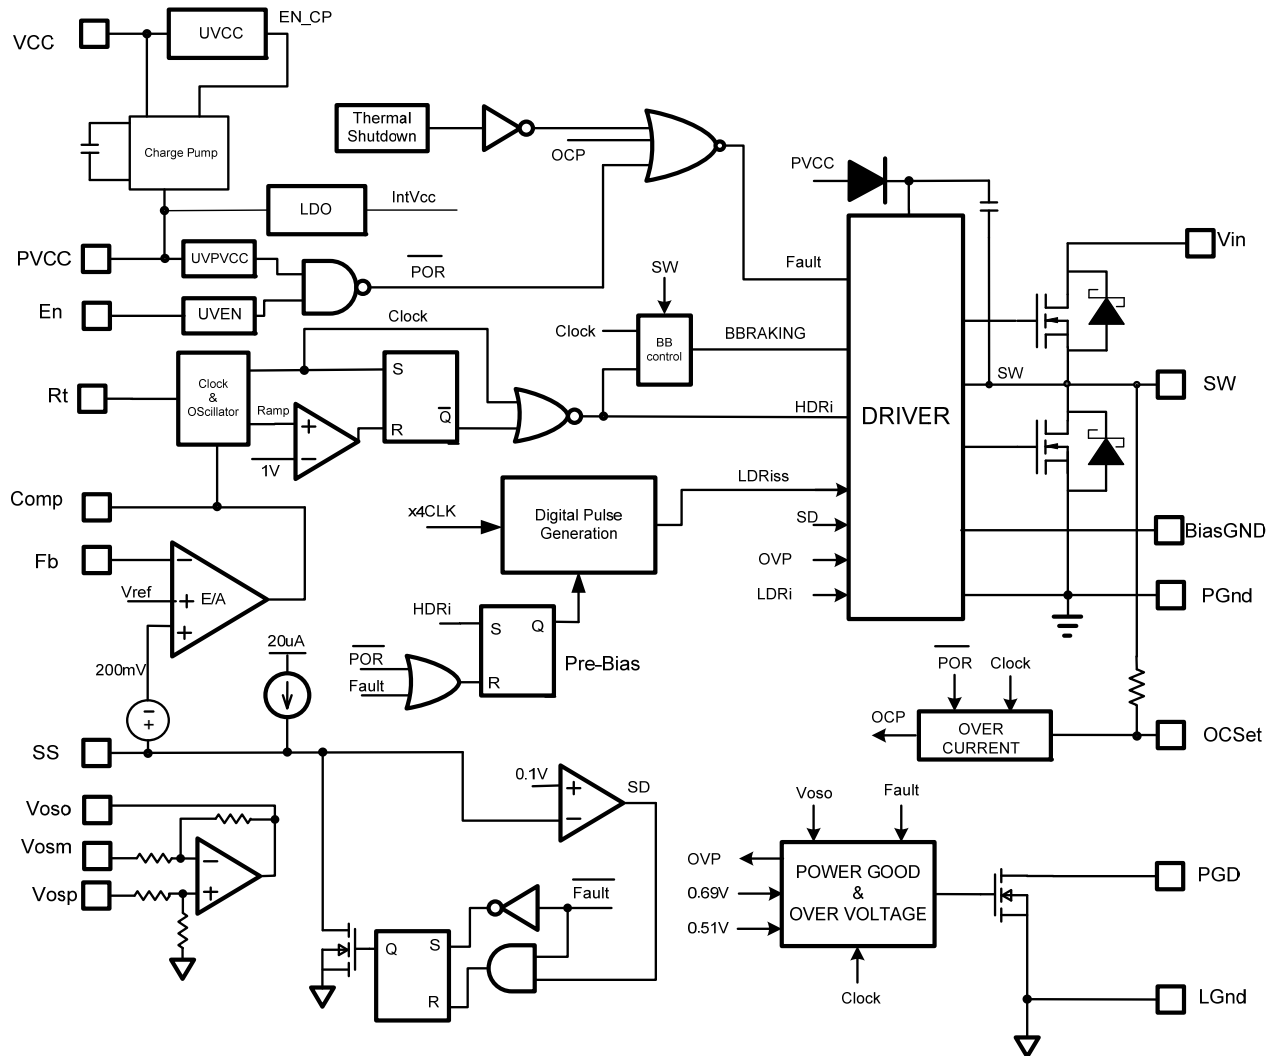 VCC
UVCC
EN_CP
Charge Pump
Thermal
Shutdown
OCP
PVCC
LDO
IntVcc
PVCC
UVPVCC
POR
En
UVEN
Fault
Vin
SW
Clock
Clock
BB
control
BBRAKING
Rt
Clock
&
OScillator
Ramp
1V
S
R
Q
HDRi
DRIVER
SW
SW
Comp
LDRiss
x4CLK
Digital Pulse
Generation
SD
OVP
LDRi
BiasGND
PGnd
Fb
Vref
E/A
200mV
HDRi
POR
Fault
S
R
Q
Pre-Bias
20uA
SS
POR
Clock
OCP
OVER
CURRENT
OCSet
0.1V
SD
Voso
Vosm
Vosp
Voso
Fault
OVP
0.69V
0.51V
POWER GOOD
&
OVER VOLTAGE
Clock
PGD
LGnd
Fault
Q
S
R